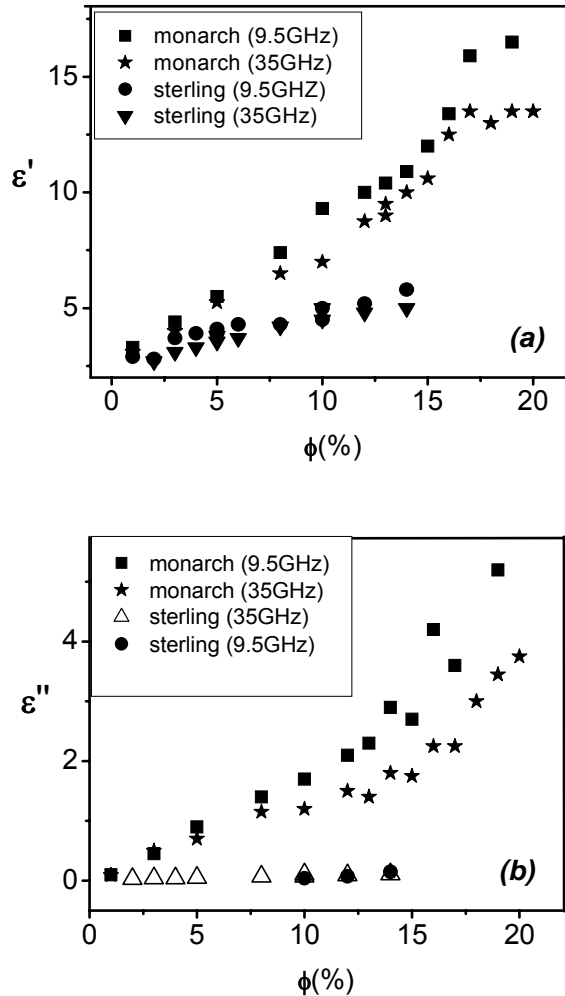 monarch (9.5GHz)
monarch (35GHz)
sterling (9.5GHZ)
sterling (35GHz)
15
10
5
ε'
(a)
0 5 10 15 20
ϕ(%)
monarch (9.5GHz)
monarch (35GHz)
sterling (35GHz)
sterling (9.5GHz)
4
2
0
ε"
(b)
0 5 10 15 20
ϕ(%)